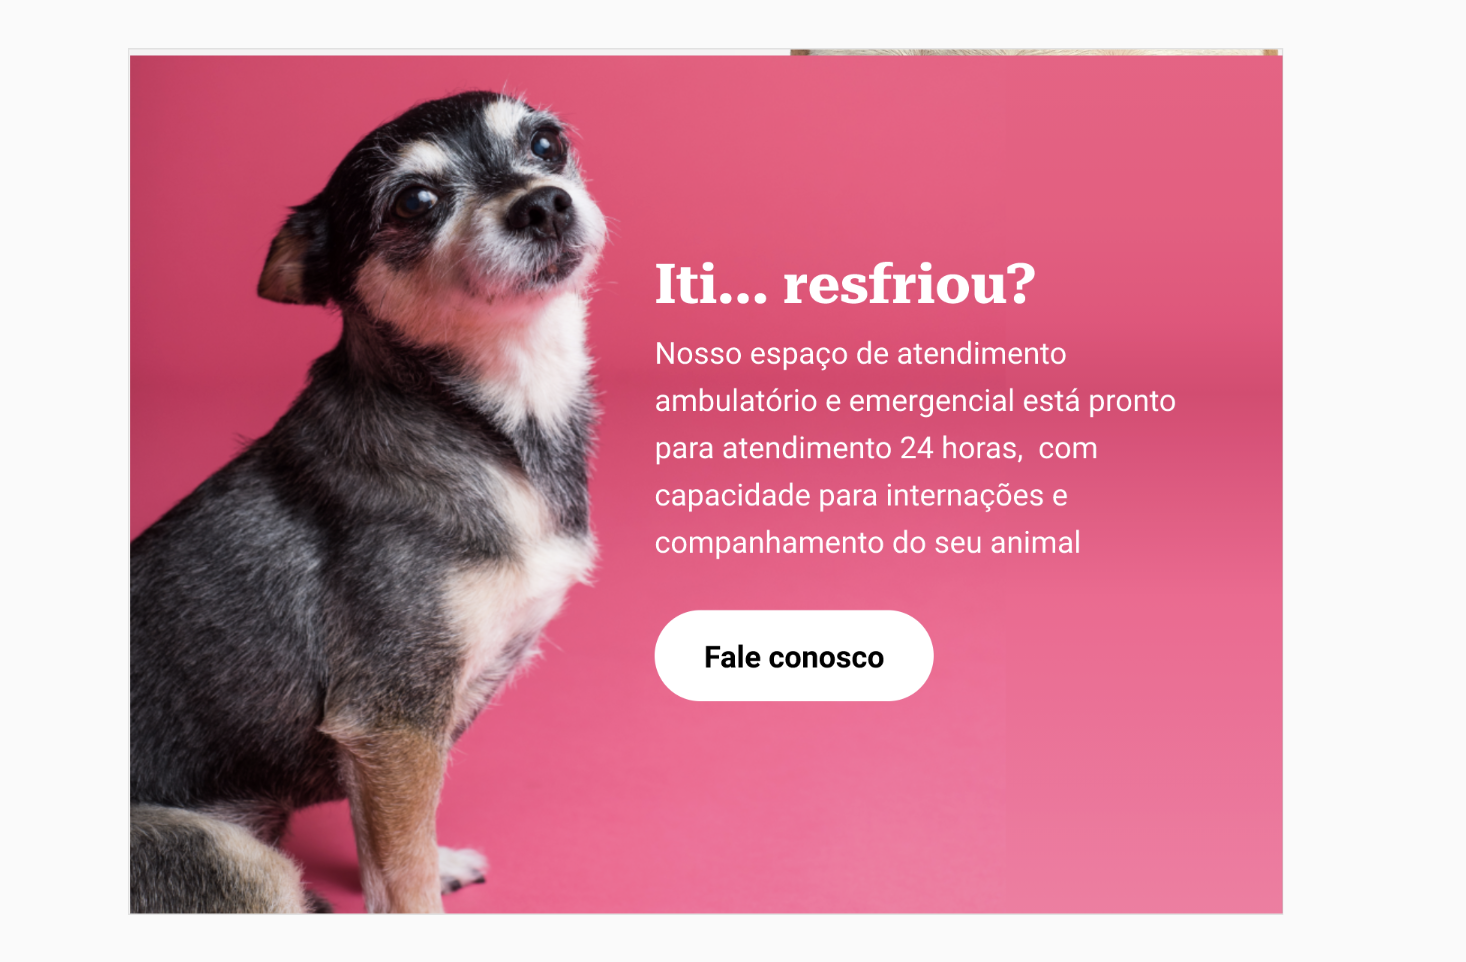 Iti... resfriou?
Nosso espaço de atendimento
ambulatório e emergencial está pronto
para atendimento 24 horas,  com
capacidade para internações e
companhamento do seu animal
Fale conosco